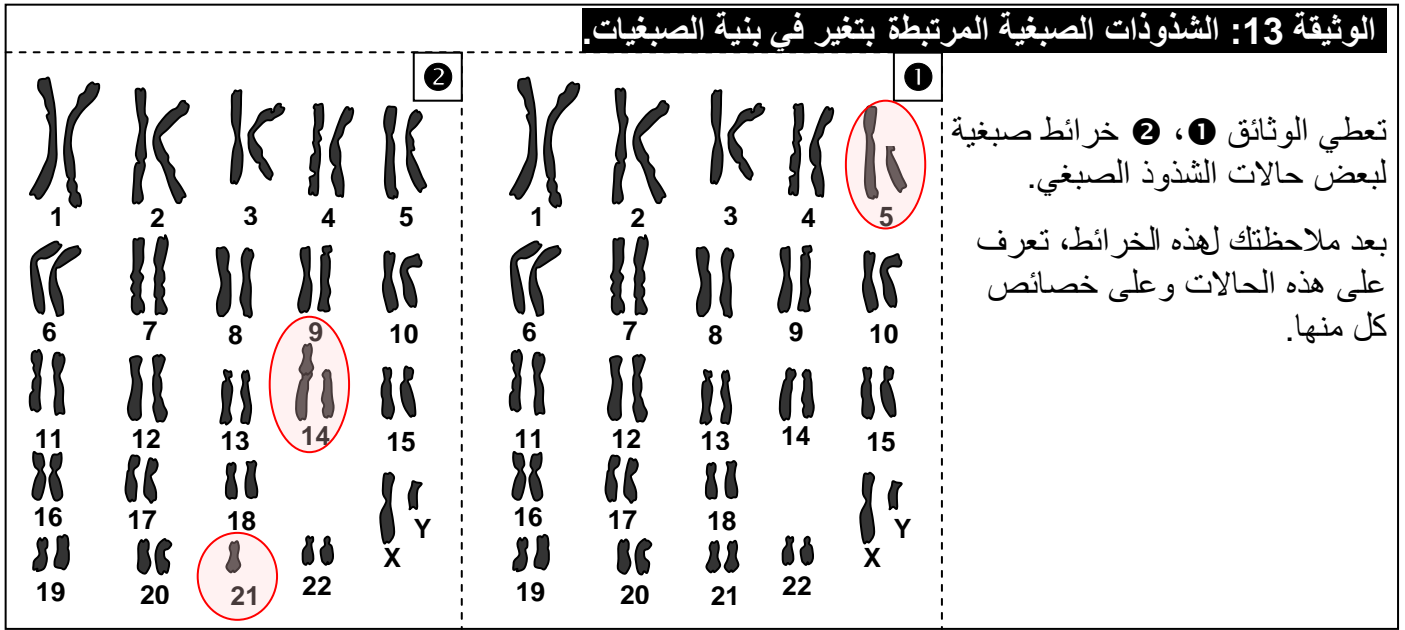 الوثيقة 13: الشذوذات الصبغية المرتبطة بتغير في بنية الصبغيات.
تعطي الوثائق ❶، ❷ خرائط صبغية
لبعض حالات الشذوذ الصبغي.
بعد ملاحظتك لهذه الخرائط، تعرف
على هذه الحالات وعلى خصائص
كل منها.
❶
1 2 3 4 5
6 7 8 9 10
11 12 13 14 15
16 17 18 X Y
19 20 21 22
❷
1 2 3 4 5
6 7 8 9 10
11 12 13 14 15
16 17 18 X Y
19 20 21 22